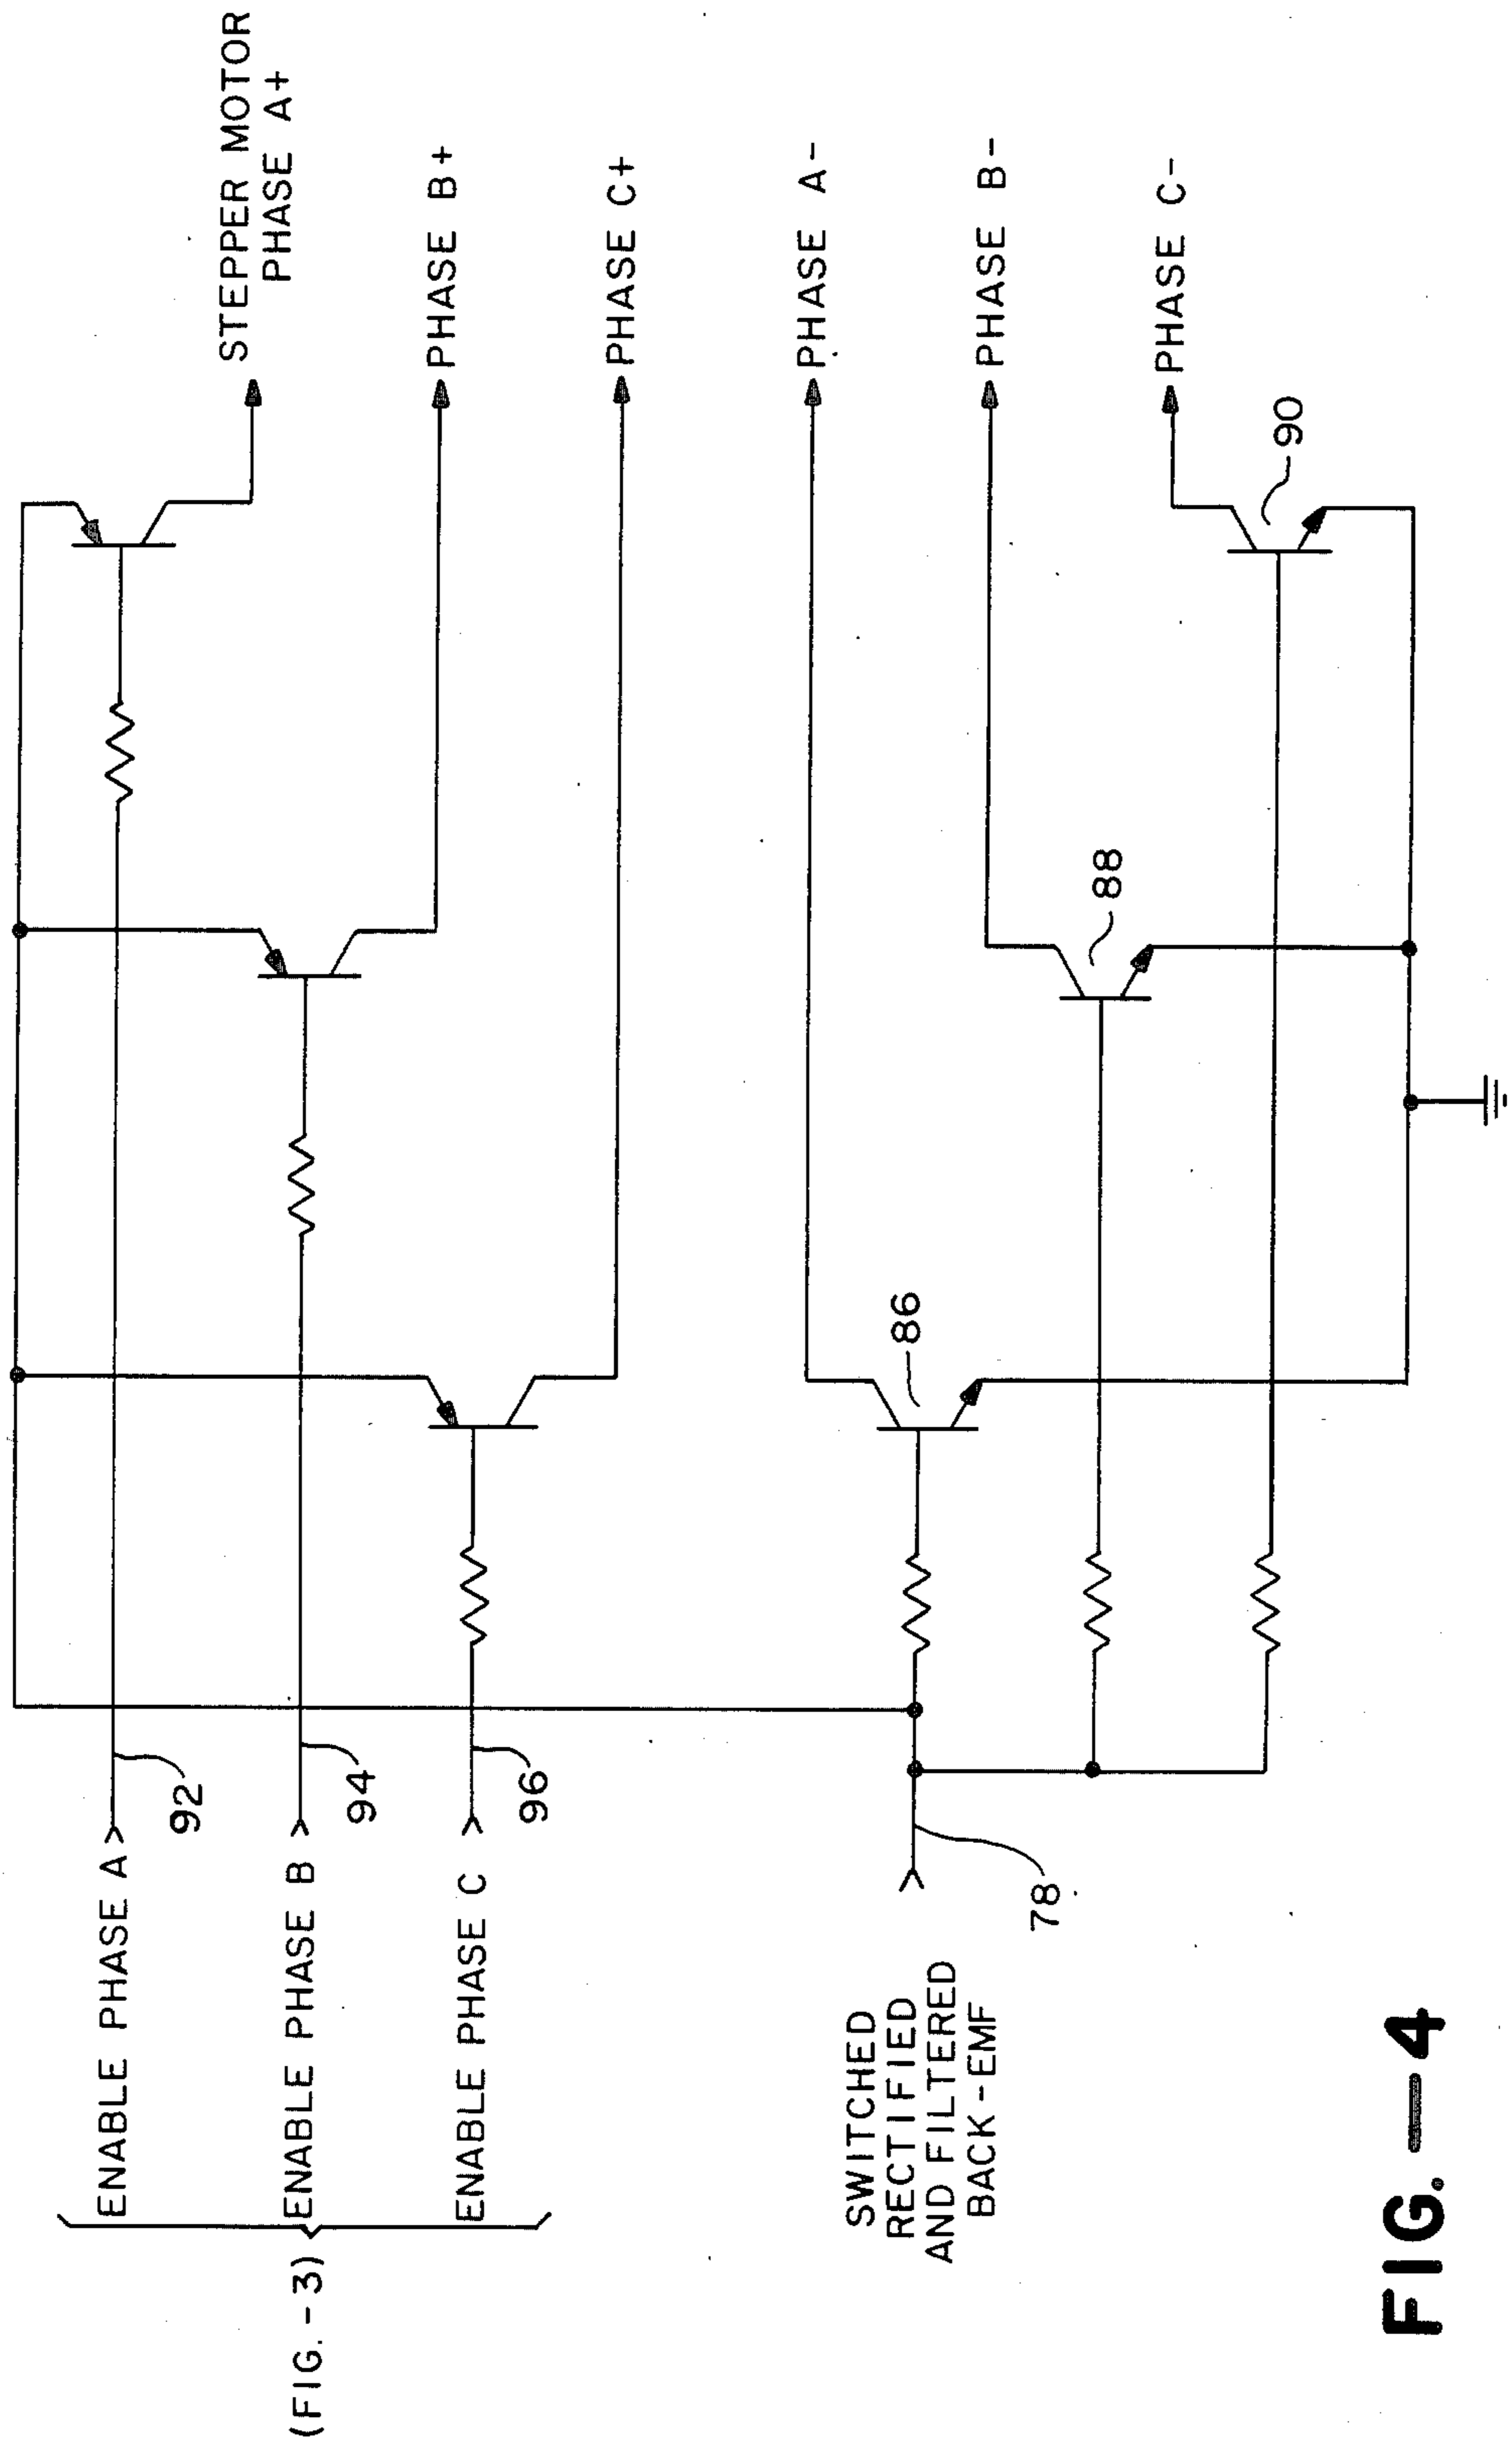 (FIG.-3)
ENABLE PHASE A
ENABLE PHASE B
ENABLE PHASE C
92
94
96
STEPPER MOTOR
PHASE A+
PHASE B+
PHASE C+
SWITCHED
RECTIFIED
AND FILTERED
BACK-EMF
78
86
88
90
PHASE A-
PHASE B-
PHASE C-
FIG.—4